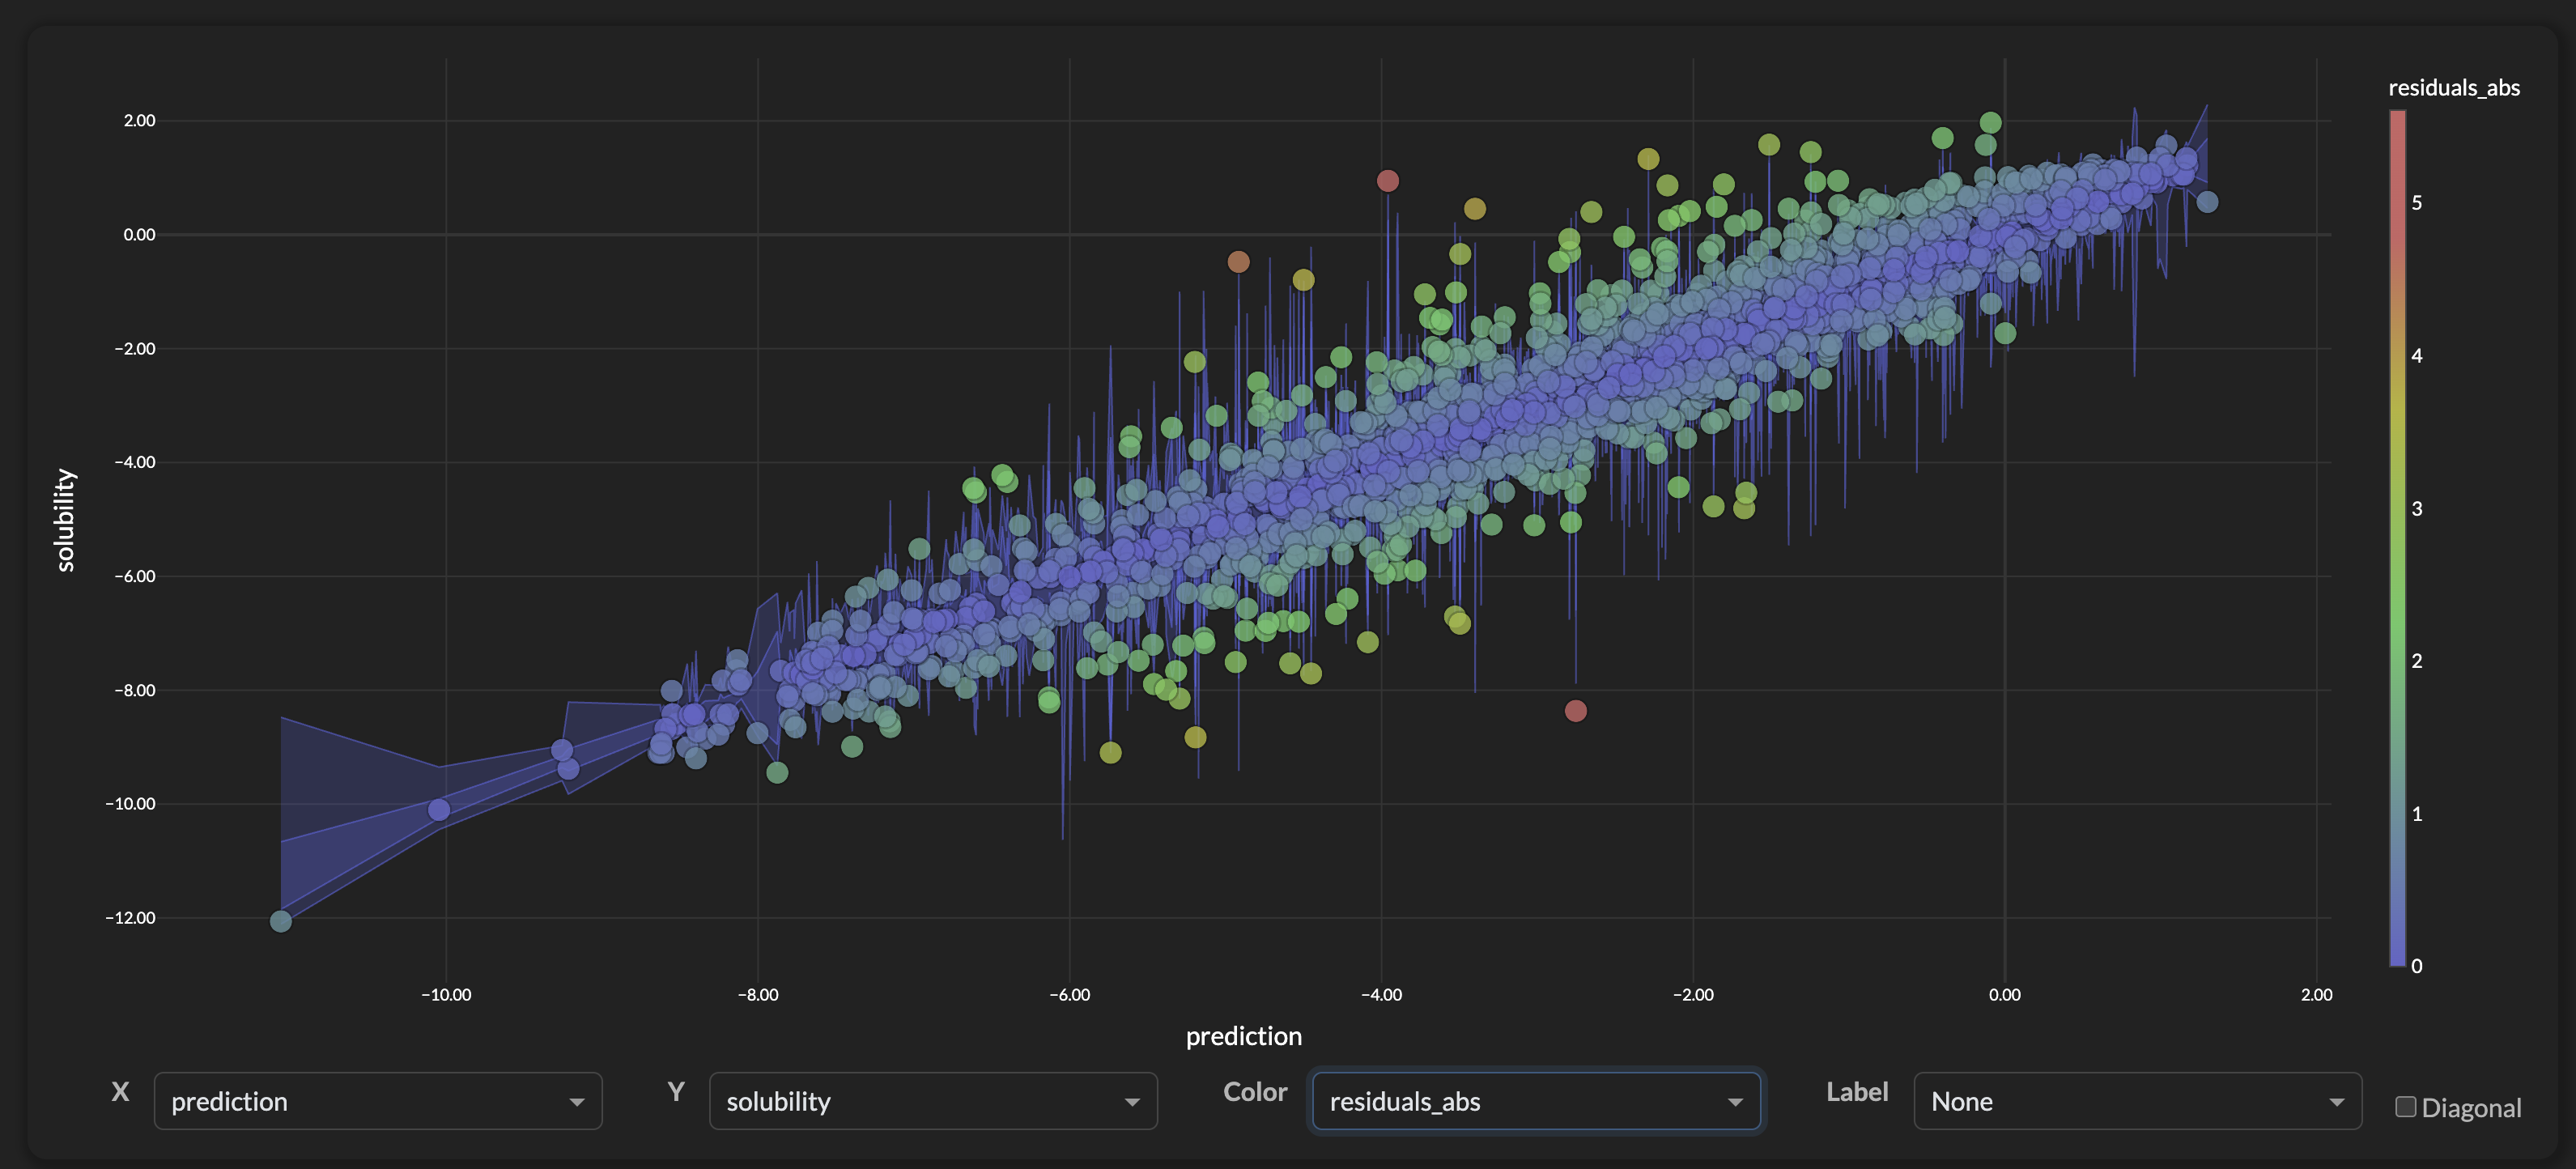 residuals_abs
5
4
3
2
1
0
2.00
0.00
−2.00
−4.00
−6.00
−8.00
−10.00
−12.00
solubility
−10.00 −8.00 −6.00 −4.00 −2.00 0.00 2.00
prediction
X prediction Y solubility Color residuals_abs Label None Diagonal